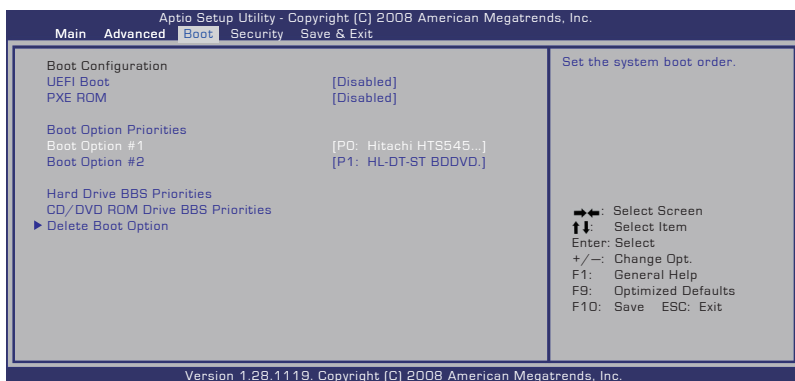 Aptio Setup Utility - Copyright (C) 2008 American Megatrends, Inc.
Main Advanced Boot Security Save & Exit
Boot Configuration
UEFI Boot [Disabled]
PXE ROM [Disabled]
Boot Option Priorities
Boot Option #1 [P0: Hitachi HTS545...]
Boot Option #2 [P1: HL-DT-ST BDDVD.]
Hard Drive BBS Priorities
CD/DVD ROM Drive BBS Priorities
Delete Boot Option
Set the system boot order.
: Select Screen
: Select Item
Enter: Select
+/—: Change Opt.
F1: General Help
F9: Optimized Defaults
F10: Save ESC: Exit
Version 1.28.1119. Copyright (C) 2008 American Megatrends, Inc.